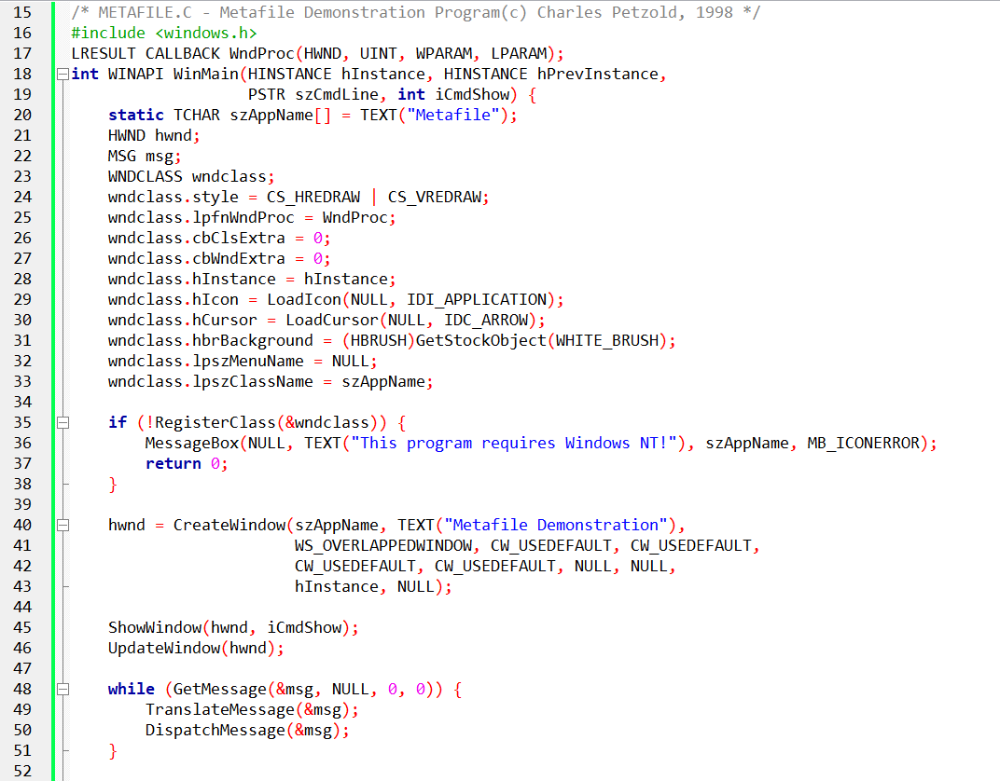 15 /* METAFILE.C - Metafile Demonstration Program(c) Charles Petzold, 1998 */
16 #include <windows.h>
17 LRESULT CALLBACK WndProc(HWND, UINT, WPARAM, LPARAM);
18 int WINAPI WinMain(HINSTANCE hInstance, HINSTANCE hPrevInstance,
19                    PSTR szCmdLine, int iCmdShow) {
20     static TCHAR szAppName[] = TEXT("Metafile");
21     HWND hwnd;
22     MSG msg;
23     WNDCLASS wndclass;
24     wndclass.style = CS_HREDRAW | CS_VREDRAW;
25     wndclass.lpfnWndProc = WndProc;
26     wndclass.cbClsExtra = 0;
27     wndclass.cbWndExtra = 0;
28     wndclass.hInstance = hInstance;
29     wndclass.hIcon = LoadIcon(NULL, IDI_APPLICATION);
30     wndclass.hCursor = LoadCursor(NULL, IDC_ARROW);
31     wndclass.hbrBackground = (HBRUSH)GetStockObject(WHITE_BRUSH);
32     wndclass.lpszMenuName = NULL;
33     wndclass.lpszClassName = szAppName;
34
35     if (!RegisterClass(&wndclass)) {
36         MessageBox(NULL, TEXT("This program requires Windows NT!"), szAppName, MB_ICONERROR);
37         return 0;
38     }
39
40     hwnd = CreateWindow(szAppName, TEXT("Metafile Demonstration"),
41                         WS_OVERLAPPEDWINDOW, CW_USEDEFAULT, CW_USEDEFAULT,
42                         CW_USEDEFAULT, CW_USEDEFAULT, NULL, NULL,
43                         hInstance, NULL);
44
45     ShowWindow(hwnd, iCmdShow);
46     UpdateWindow(hwnd);
47
48     while (GetMessage(&msg, NULL, 0, 0)) {
49         TranslateMessage(&msg);
50         DispatchMessage(&msg);
51     }
52